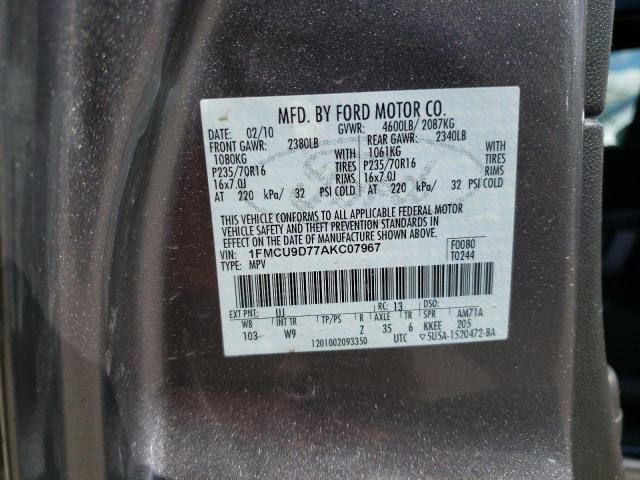 MFD. BY FORD MOTOR CO.
DATE: 02/10 GVWR: 4600LB/ 2087KG
FRONT GAWR: 2380LB REAR GAWR: 2340LB
1080KG WITH 1061KG WITH
P235/70R16 TIRES P235/70R16 TIRES
16x7.0J RIMS 16x7.0J RIMS
AT 220 kPa/ 32 PSI COLD AT 220 kPa/ 32 PSI COLD
THIS VEHICLE CONFORMS TO ALL APPLICABLE FEDERAL MOTOR
VEHICLE SAFETY AND THEFT PREVENTION STANDARDS IN
EFFECT ON THE DATE OF MANUFACTURE SHOWN ABOVE.
VIN: 1FMCU9D77AKC07967 F0080
TYPE: MPV T0244
EXT PNT: UJ RC: 13 DSO:
WB INT TR TP/PS R AXLE TR SPR AM71A
103 W9 Z 35 6 KKEE 205
1201002093350 UTC ▽5U5A-1520472-BA